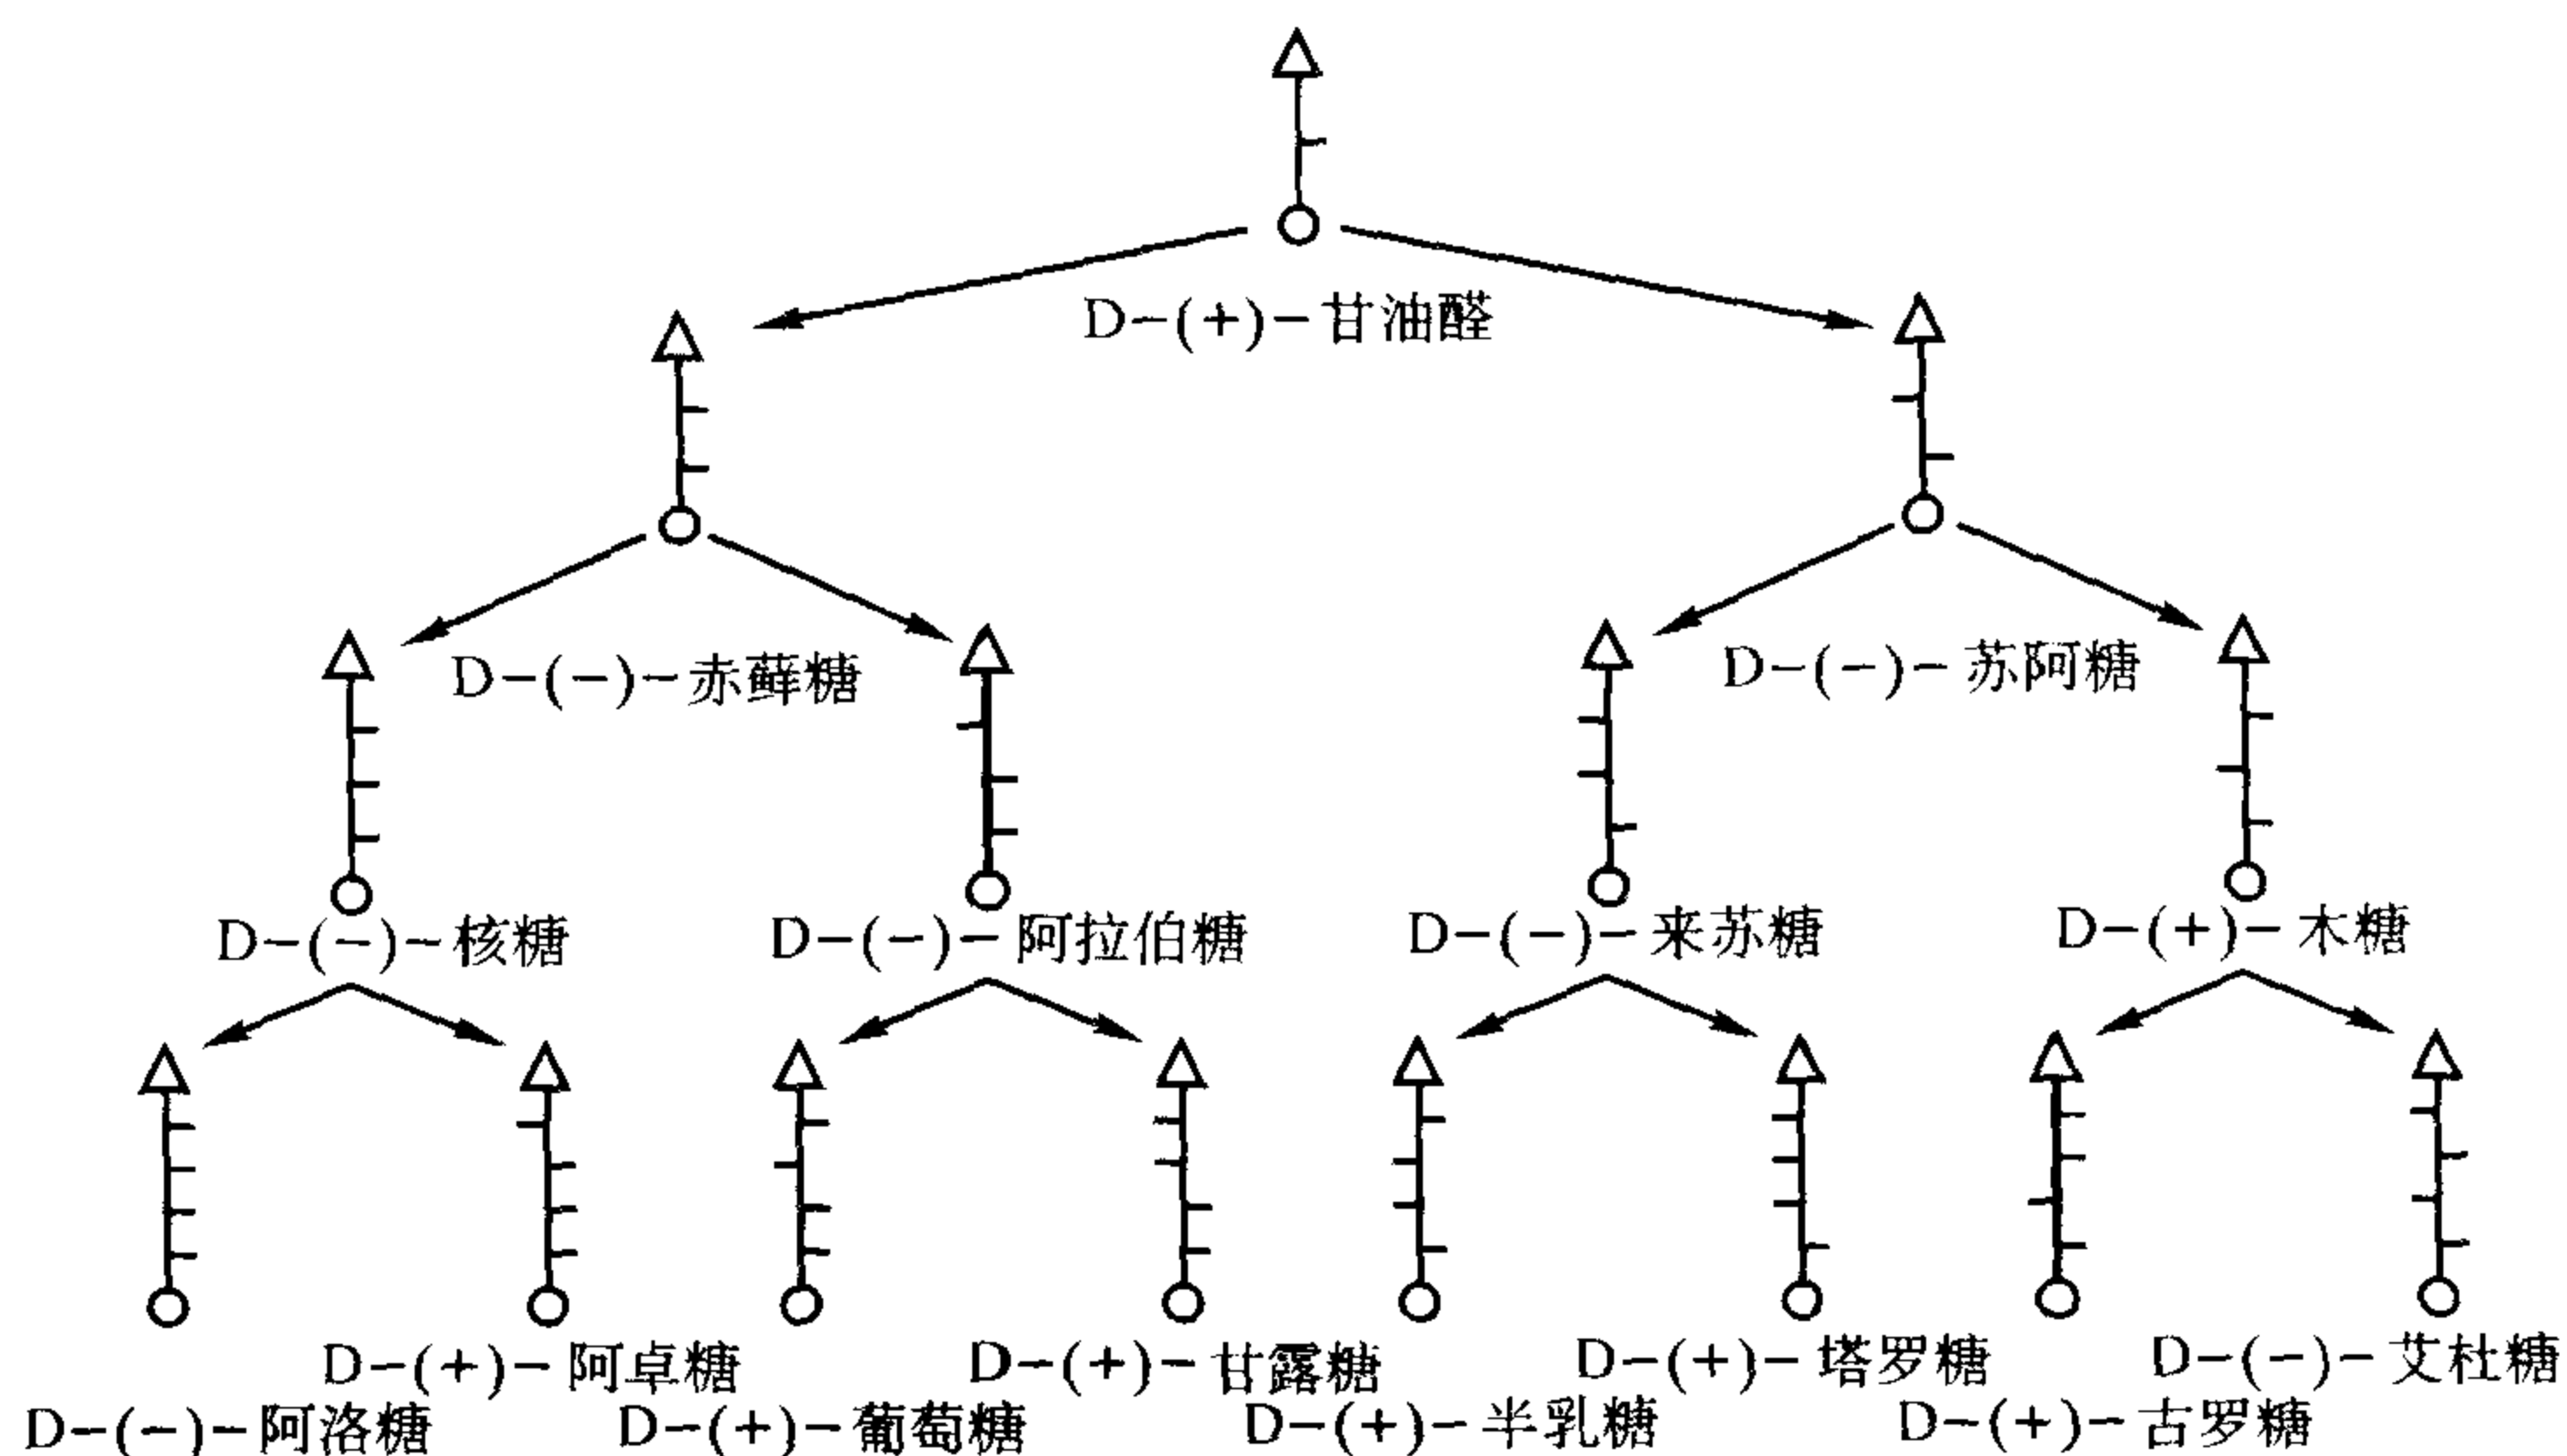 D-(+)-甘油醛
D-(-)-赤藓糖
D-(-)-苏阿糖
D-(-)-核糖
D-(-)-阿拉伯糖
D-(-)-来苏糖
D-(+)-木糖
D-(+)-阿卓糖
D-(+)-甘露糖
D-(+)-塔罗糖
D-(-)-艾杜糖
D-(-)-阿洛糖
D-(+)-葡萄糖
D-(+)-半乳糖
D-(+)-古罗糖